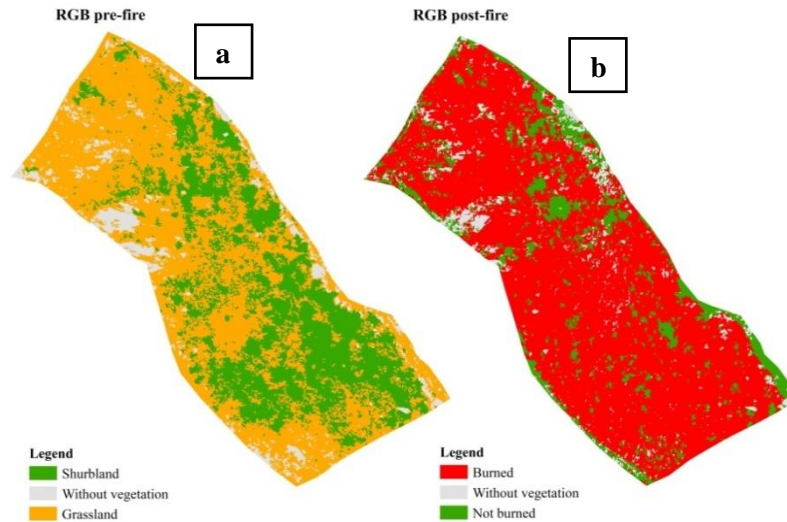 RGB pre-fire
a
Legend
Shurbland
Without vegetation
Grassland
RGB post-fire
b
Legend
Burned
Without vegetation
Not burned